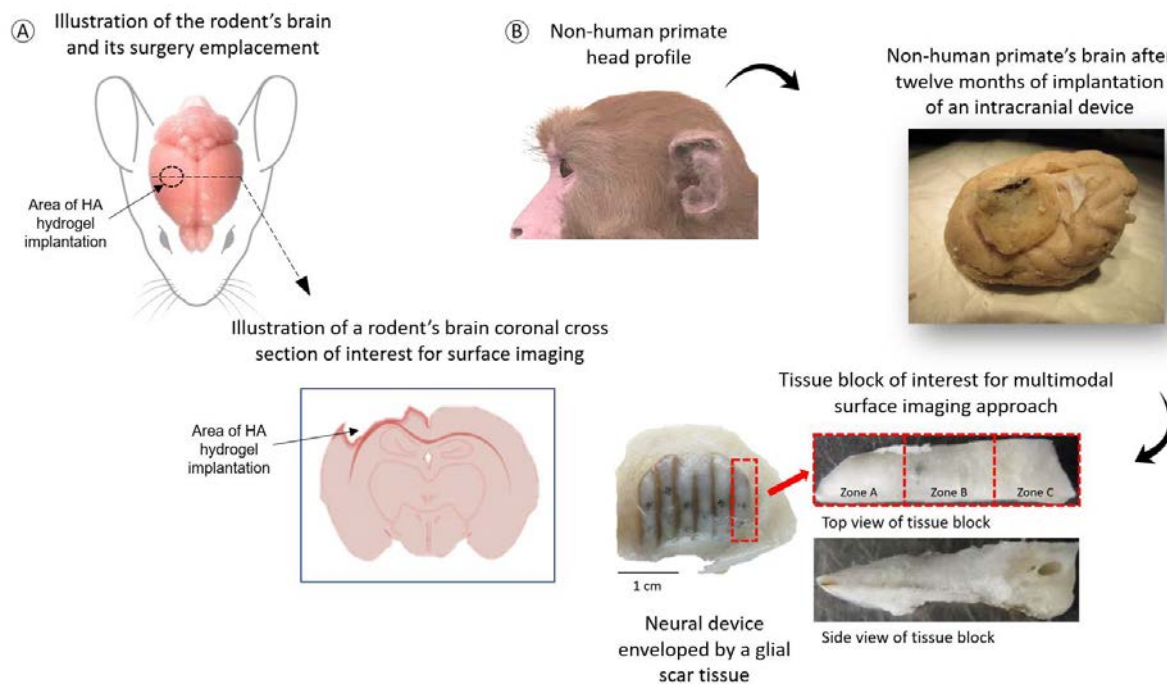 A
Illustration of the rodent's brain
and its surgery emplacement
Area of HA
hydrogel
implantation
Illustration of a rodent's brain coronal cross
section of interest for surface imaging
Area of HA
hydrogel
implantation
B
Non-human primate
head profile
Non-human primate's brain after
twelve months of implantation
of an intracranial device
Tissue block of interest for multimodal
surface imaging approach
Zone A
Zone B
Zone C
Top view of tissue block
Side view of tissue block
1 cm
Neural device
enveloped by a glial
scar tissue